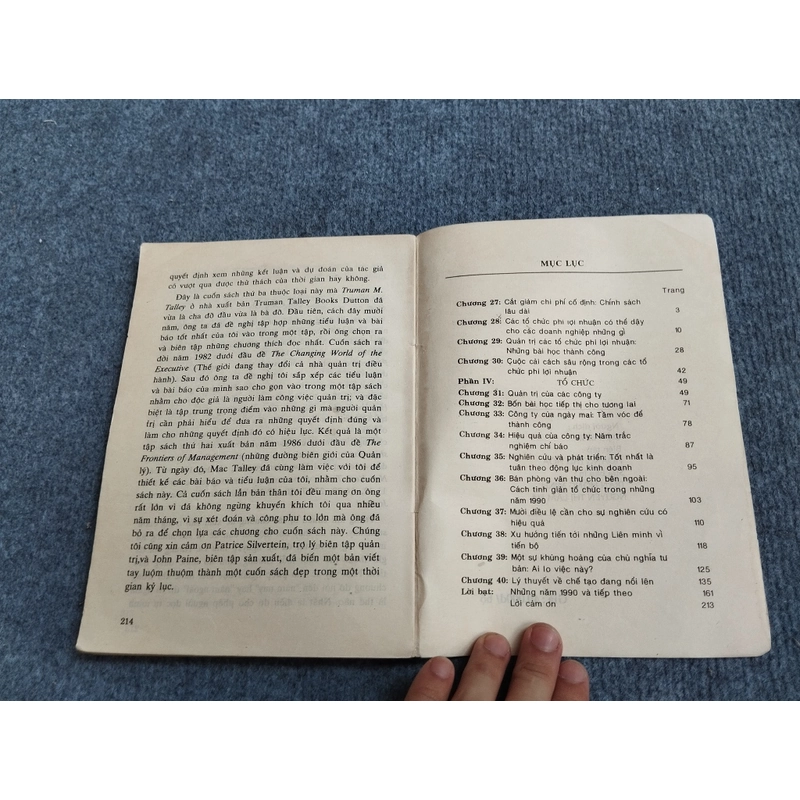 quyết định xem những kết luận và dự đoán của tác giả
có vượt qua được thử thách của thời gian hay không.
Đây là cuốn sách thứ ba thuộc loại này mà Truman M.
Talley ở nhà xuất bản Truman Talley Books Dutton đã
vừa là cha đỡ đầu vừa là bà đỡ. Đầu tiên, cách đây mười
năm, ông ta đã đề nghị tập hợp những tiểu luận và bài
báo tốt nhất của tôi vào trong một tập, rồi ông chọn ra
và biên tập những chương thích đọc nhất. Cuốn sách ra
đời năm 1982 dưới đầu đề The Changing World of the
Executive (Thế giới đang thay đổi cả nhà quản trị điều
hành). Sau đó ông ta đề nghị tôi sắp xếp các tiểu luận
và bài báo của mình sao cho gọn vào trong một tập sách
nhằm cho độc giả là người làm công việc quản trị; và đặc
biệt là tập trung trọng điểm vào những gì mà người quản
trị cần phải hiểu để đưa ra những quyết định đúng và
làm cho những quyết định đó có hiệu lực. Kết quả là một
tập sách thứ hai xuất bản năm 1986 dưới đầu đề The
Frontiers of Management (những đường biên giới của Quản
lý). Từ ngày đó, Mac Talley đã cùng làm việc với tôi để
thiết kế các bài báo và tiểu luận của tôi, nhằm cho cuốn
sách này. Cả cuốn sách lẫn bản thân tôi đều mang ơn ông
rất lớn vì đã không ngừng khuyến khích tôi qua nhiều
năm tháng, vì sự xét đoán và công phu to lớn mà ông đã
bỏ ra để chọn lựa các chương cho cuốn sách này. Chúng
tôi cũng xin cảm ơn Patrice Silvertein, trợ lý biên tập quản
trị,và John Paine, biên tập sản xuất, đã biến một bản viết
tay luộm thuộm thành một cuốn sách đẹp trong một thời
gian kỷ lục.
214
MỤC LỤC
Trang
Chương 27: Cắt giảm chi phí cố định: Chính sách
lâu dài 3
Chương 28: Các tổ chức phi lợi nhuận có thể dậy
cho các doanh nghiệp những gì 10
Chương 29: Quản trị các tổ chức phi lợi nhuận:
Những bài học thành công 28
Chương 30: Cuộc cải cách sâu rộng trong các tổ
chức phi lợi nhuận 42
Phần IV: TỔ CHỨC 49
Chương 31: Quản trị của các công ty 49
Chương 32: Bốn bài học tiếp thị cho tương lai 71
Chương 33: Công ty của ngày mai: Tầm vóc để
thành công 78
Chương 34: Hiệu quả của công ty: Năm trắc
nghiệm chỉ báo 87
Chương 35: Nghiên cứu và phát triển: Tốt nhất là
tuân theo động lực kinh doanh 95
Chương 36: Bán phòng văn thư cho bên ngoài:
Cách tinh giản tổ chức trong những
năm 1990 103
Chương 37: Mười điều lệ cần cho sự nghiên cứu có
hiệu quả 110
Chương 38: Xu hướng tiến tới những Liên minh vì
tiến bộ 118
Chương 39: Một sự khủng hoảng của chủ nghĩa tư
bản: Ai lo việc này? 125
Chương 40: Lý thuyết về chế tạo đang nổi lên 135
Lời bạt: Những năm 1990 và tiếp theo 161
Lời cảm ơn 213